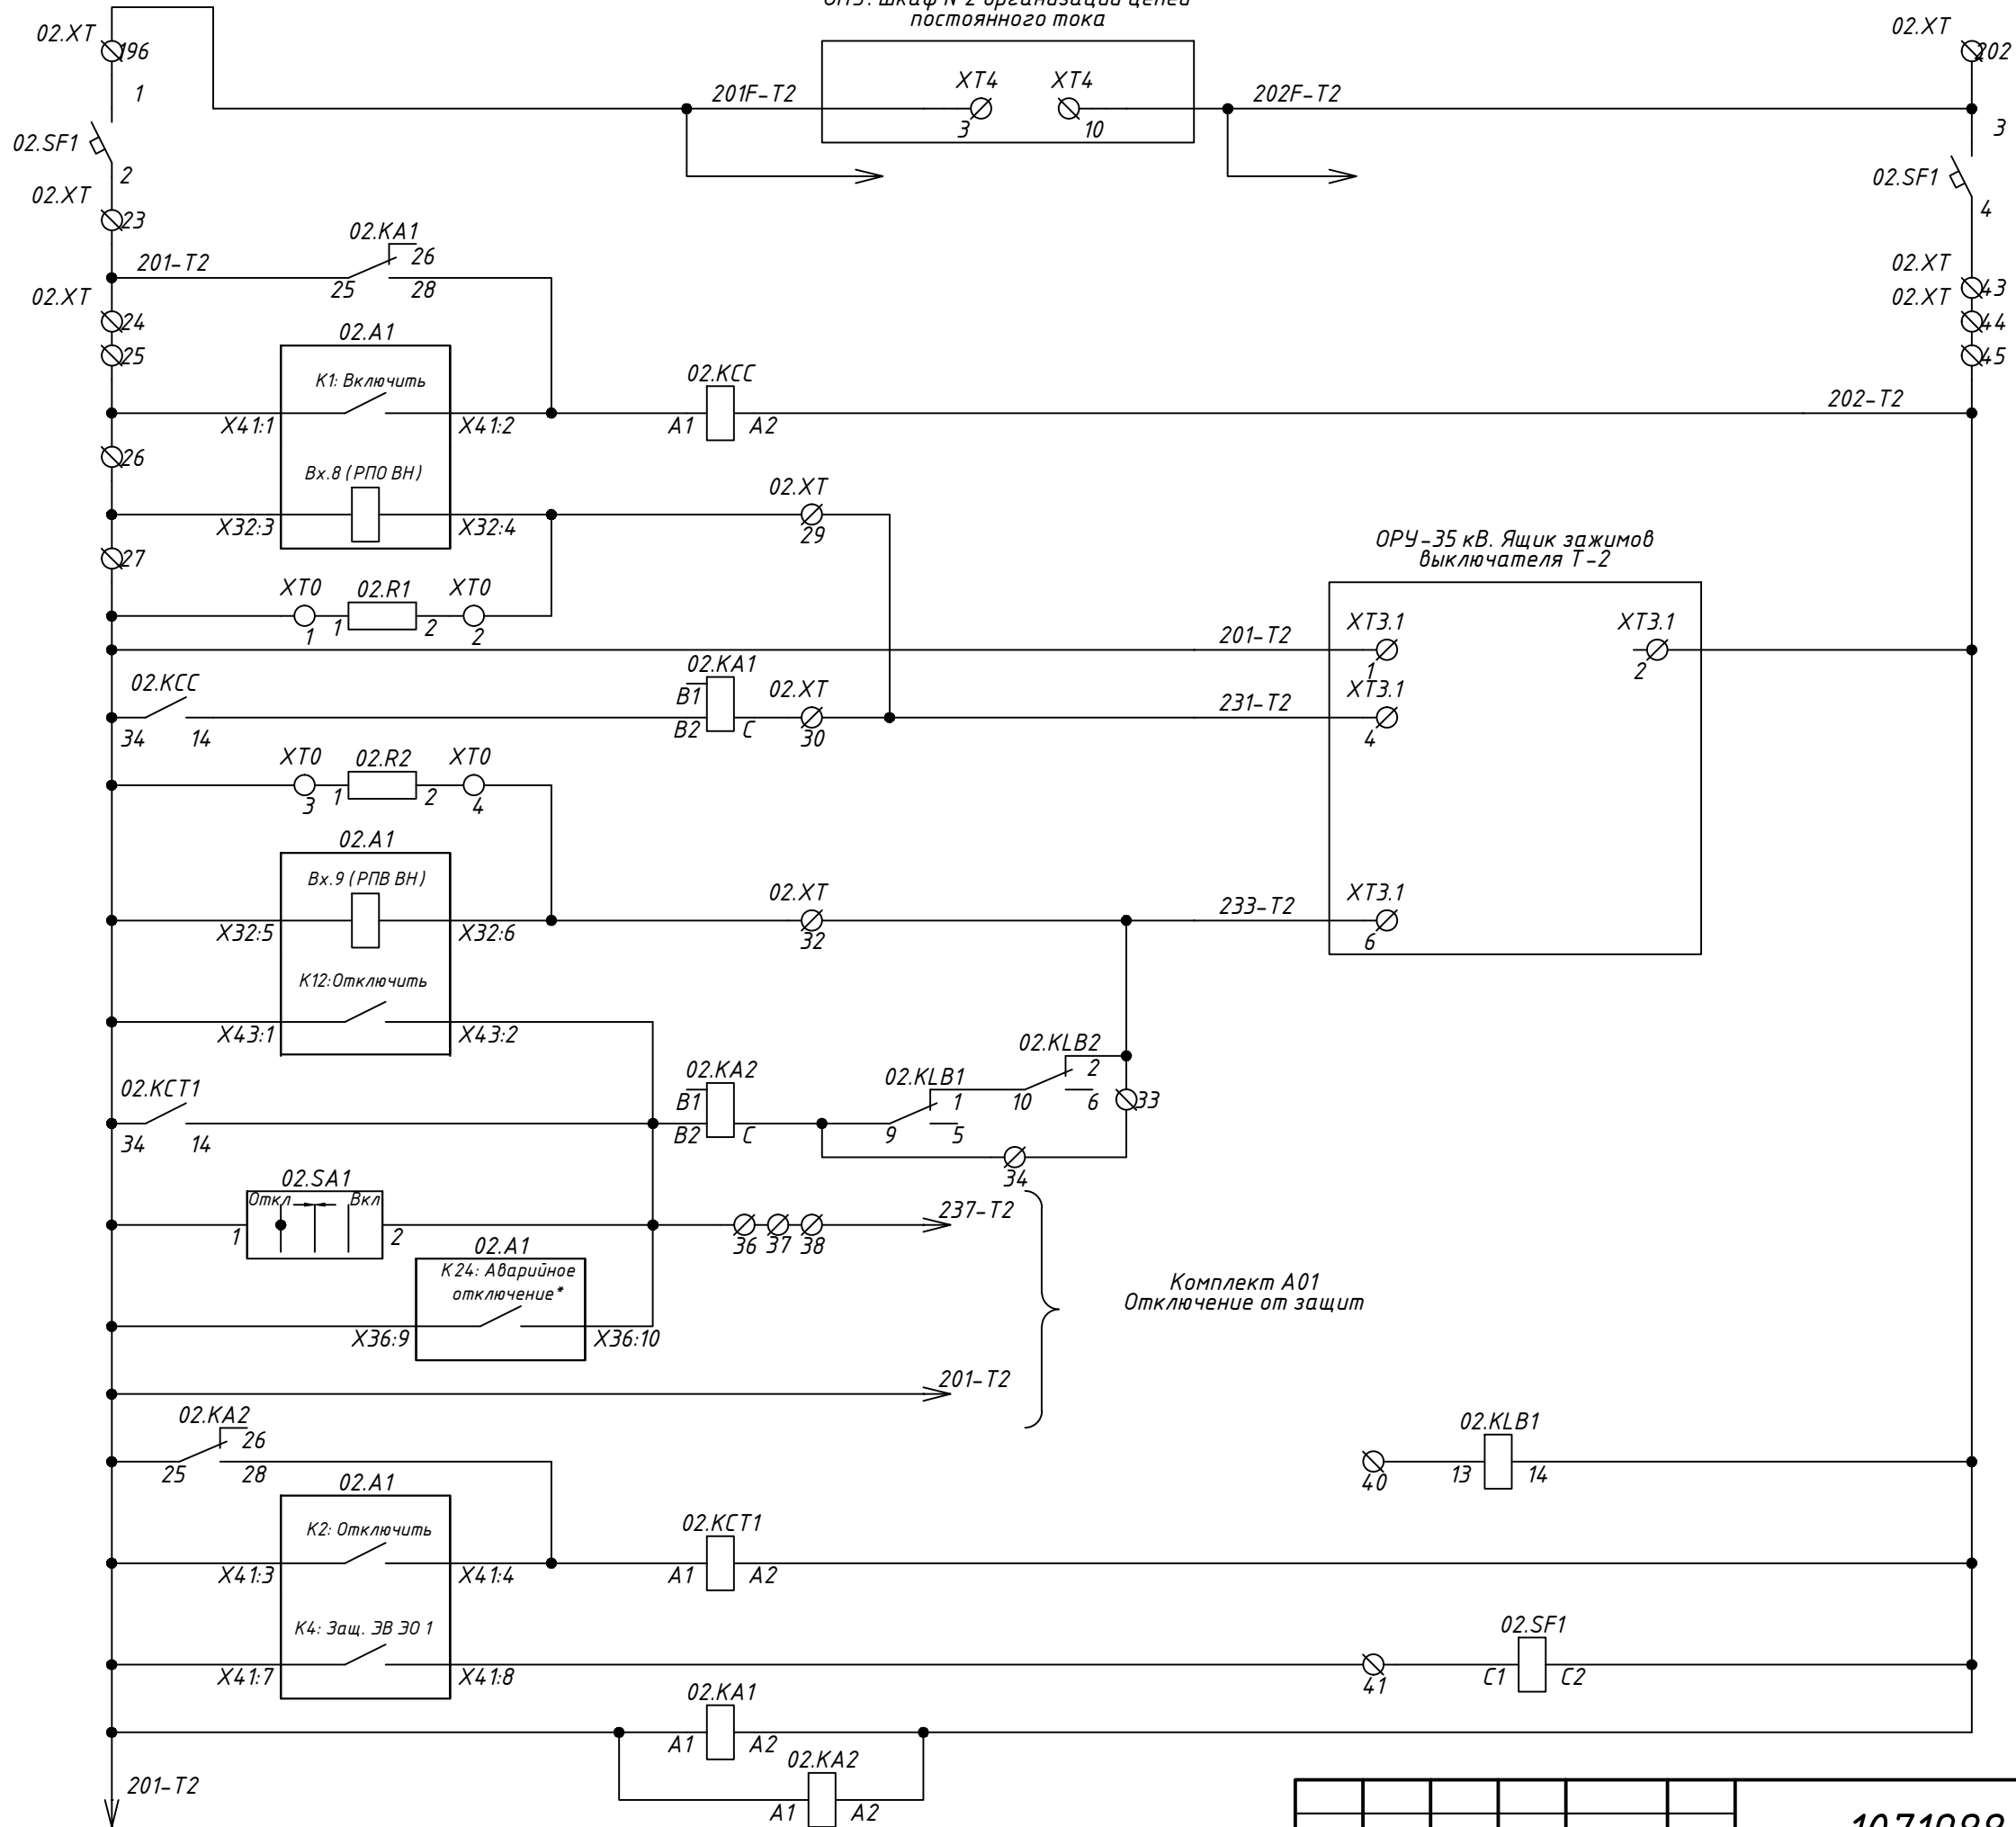 ОПУ. Шкаф №2 организации цепей
постоянного тока
02.XT
196
1
02.SF1
2
02.XT
23
201F-T2
XT4
3
XT4
10
202F-T2
02.XT
202
3
02.SF1
4
201-T2
02.KA1
26
25
28
02.XT
24
25
02.XT
43
02.XT
44
45
02.A1
K1: Включить
X41:1
X41:2
02.KCC
A1
A2
202-T2
26
Вх.8 (РПО ВН)
X32:3
X32:4
02.XT
29
27
XT0
1
1
02.R1
2
XT0
2
ОРУ-35 кВ. Ящик зажимов
выключателя Т-2
201-T2
XT3.1
1
XT3.1
2
02.KCC
34
14
02.KA1
B1
B2
C
02.XT
30
231-T2
XT3.1
4
XT0
3
1
02.R2
2
XT0
4
02.A1
Вх.9 (РПВ ВН)
X32:5
X32:6
02.XT
32
233-T2
XT3.1
6
K12:Отключить
X43:1
X43:2
02.KCT1
34
14
02.KA2
B1
B2
C
02.KLB1
1
9
5
02.KLB2
2
10
6
33
34
02.SA1
Откл
Вкл
1
2
36
37
38
237-T2
02.A1
K24: Аварийное
отключение*
X36:9
X36:10
Комплект А01
Отключение от защит
201-T2
02.KA2
26
25
28
40
02.KLB1
13
14
02.A1
K2: Отключить
X41:3
X41:4
02.KCT1
A1
A2
K4: Защ. ЭВ ЭО 1
X41:7
X41:8
41
02.SF1
C1
C2
02.KA1
A1
A2
02.KA2
A1
A2
201-T2